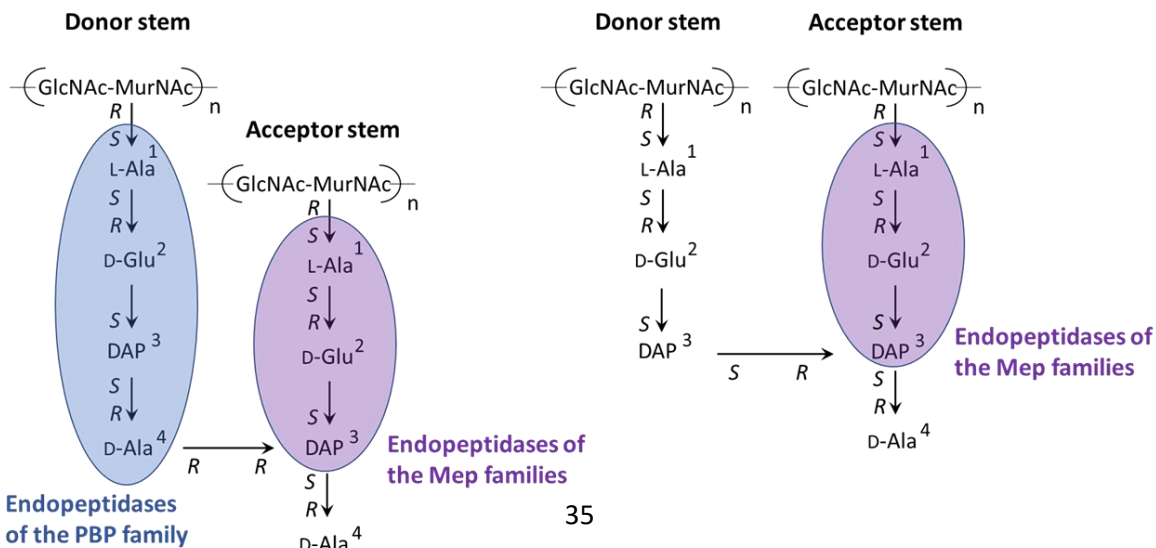 Donor stem
GlcNAc-MurNAc
n
R
S
L-Ala 1
S
R
D-Glu 2
S
DAP 3
S
R
D-Ala 4
R R
Endopeptidases
of the PBP family
Acceptor stem
GlcNAc-MurNAc
n
R
S
L-Ala 1
S
R
D-Glu 2
S
DAP 3
S
R
D-Ala 4
Endopeptidases of
the Mep families
35
Donor stem
GlcNAc-MurNAc
n
R
S
L-Ala 1
S
R
D-Glu 2
S
DAP 3
S R
Acceptor stem
GlcNAc-MurNAc
n
R
S
L-Ala 1
S
R
D-Glu 2
S
DAP 3
S
R
D-Ala 4
Endopeptidases of
the Mep families